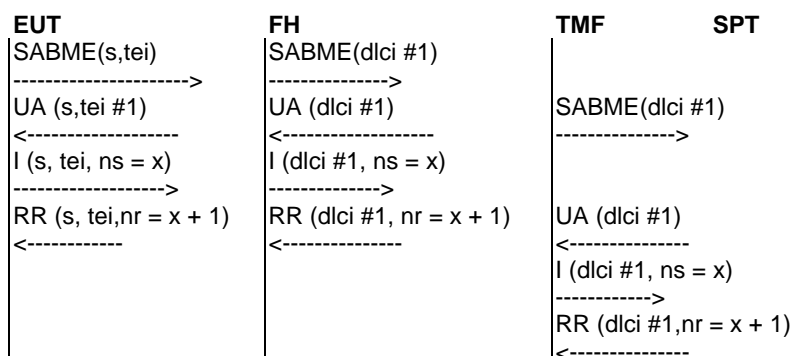 EUT FH TMF SPT
SABME(s,tei) SABME(dlci #1)
----------------------> --------------->
UA (s,tei #1) UA (dlci #1) SABME(dlci #1)
<------------------- <------------------- --------------->
I (s, tei, ns = x) I (dlci #1, ns = x)
-------------------> -------------->
RR (s, tei,nr = x + 1) RR (dlci #1, nr = x + 1) UA (dlci #1)
<------------ <--------------- <---------------
I (dlci #1, ns = x)
------------>
RR (dlci #1,nr = x + 1)
<---------------